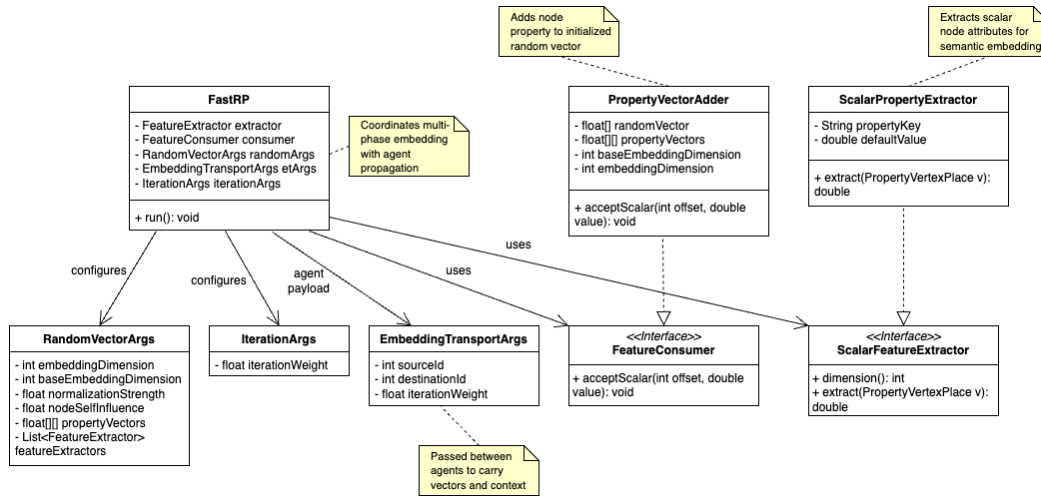 Adds node
property to initialized
random vector
Extracts scalar
node attributes for
semantic embedding
FastRP
- FeatureExtractor extractor
- FeatureConsumer consumer
- RandomVectorArgs randomArgs
- EmbeddingTransportArgs etArgs
- IterationArgs iterationArgs
+ run(): void
Coordinates multi-
phase embedding
with agent
propagation
PropertyVectorAdder
- float[] randomVector
- float[][] propertyVectors
- int baseEmbeddingDimension
- int embeddingDimension
+ acceptScalar(int offset, double
value): void
ScalarPropertyExtractor
- String propertyKey
- double defaultValue
+ extract(PropertyVertexPlace v):
double
configures
configures
agent
payload
uses
uses
RandomVectorArgs
- int embeddingDimension
- int baseEmbeddingDimension
- float normalizationStrength
- float nodeSelfInfluence
- float[][] propertyVectors
- List<FeatureExtractor>
featureExtractors
IterationArgs
- float iterationWeight
EmbeddingTransportArgs
- int sourceId
- int destinationId
- float iterationWeight
<<Interface>>
FeatureConsumer
+ acceptScalar(int offset, double
value): void
<<Interface>>
ScalarFeatureExtractor
+ dimension(): int
+ extract(PropertyVertexPlace v):
double
Passed between
agents to carry
vectors and context